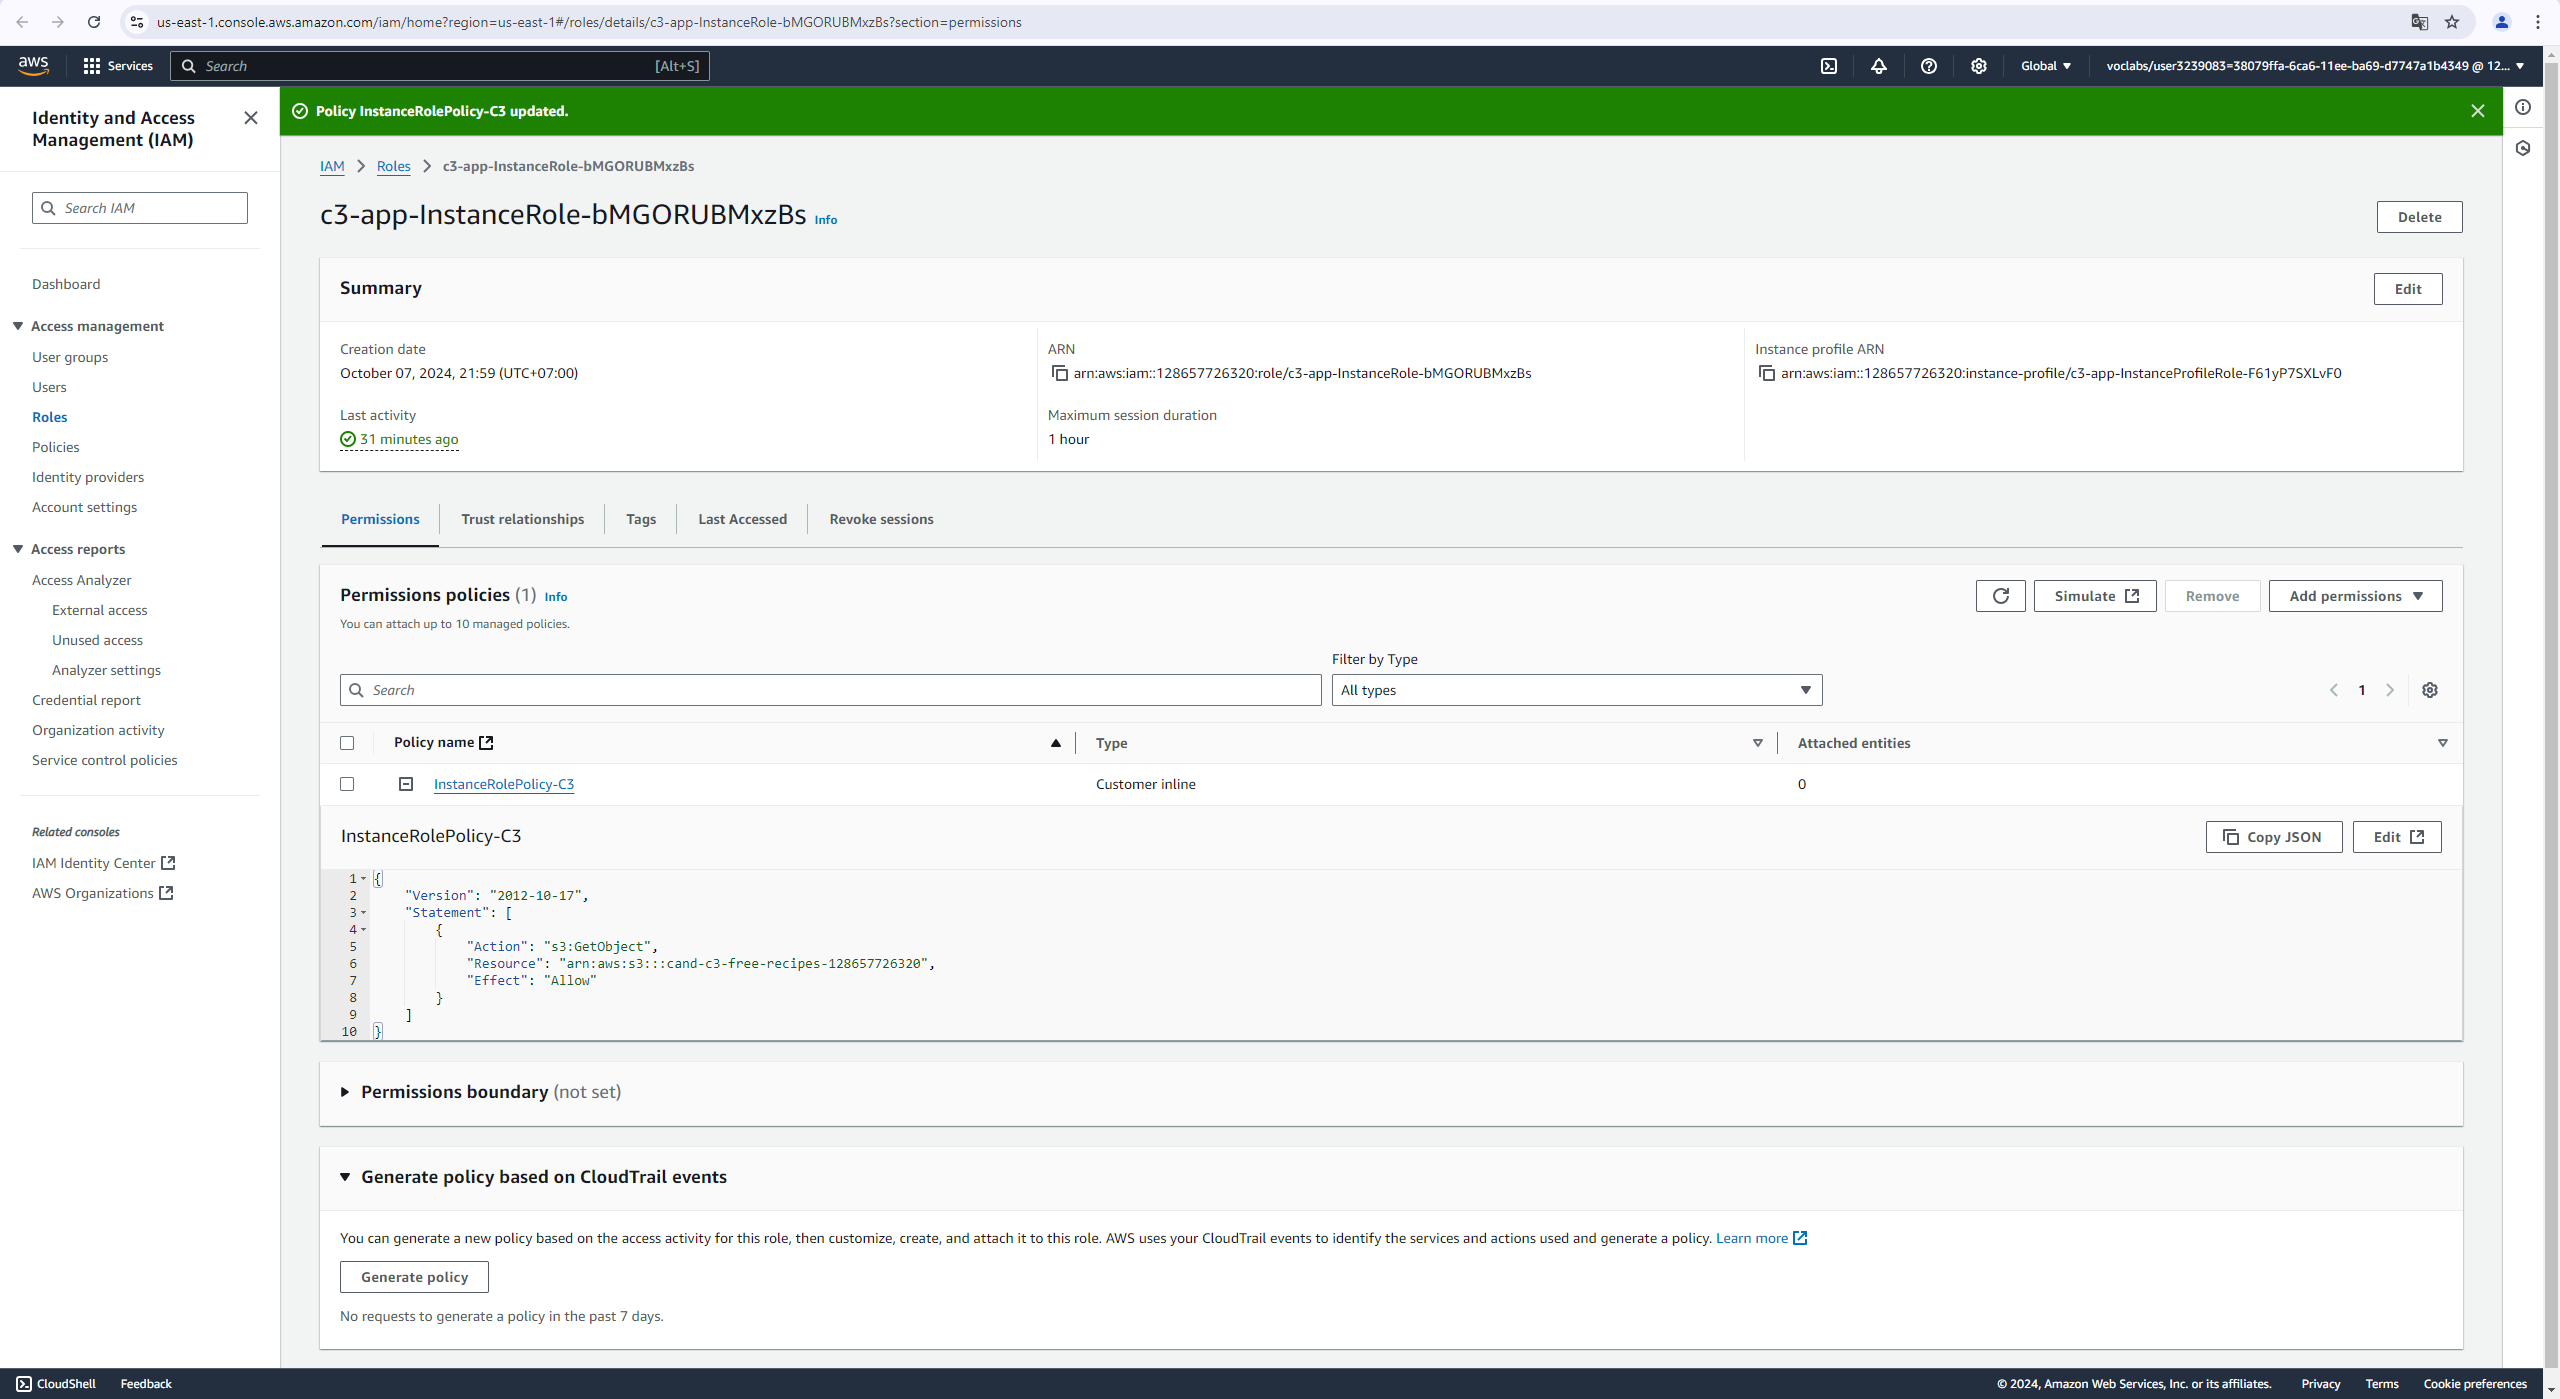 us-east-1.console.aws.amazon.com/iam/home?region=us-east-1#/roles/details/c3-app-InstanceRole-bMGORUBMxzBs?section=permissions
aws
Services
Search
[Alt+S]
Global
voclabs/user3239083=38079ffa-6ca6-11ee-ba69-d7747a1b4349 @ 12...
Identity and Access
Management (IAM)
Search IAM
Dashboard
Access management
User groups
Users
Roles
Policies
Identity providers
Account settings
Access reports
Access Analyzer
External access
Unused access
Analyzer settings
Credential report
Organization activity
Service control policies
Related consoles
IAM Identity Center
AWS Organizations
Policy InstanceRolePolicy-C3 updated.
IAM > Roles > c3-app-InstanceRole-bMGORUBMxzBs
c3-app-InstanceRole-bMGORUBMxzBs Info
Delete
Summary
Edit
Creation date
October 07, 2024, 21:59 (UTC+07:00)
Last activity
31 minutes ago
ARN
arn:aws:iam::128657726320:role/c3-app-InstanceRole-bMGORUBMxzBs
Maximum session duration
1 hour
Instance profile ARN
arn:aws:iam::128657726320:instance-profile/c3-app-InstanceProfileRole-F61yP7SXLvF0
Permissions
Trust relationships
Tags
Last Accessed
Revoke sessions
Permissions policies (1) Info
You can attach up to 10 managed policies.
Simulate
Remove
Add permissions
Filter by Type
Search
All types
1
Policy name
Type
Attached entities
InstanceRolePolicy-C3
Customer inline
0
InstanceRolePolicy-C3
Copy JSON
Edit
1 {
2 "Version": "2012-10-17",
3 "Statement": [
4 {
5 "Action": "s3:GetObject",
6 "Resource": "arn:aws:s3:::cand-c3-free-recipes-128657726320",
7 "Effect": "Allow"
8 }
9 ]
10 }
Permissions boundary (not set)
Generate policy based on CloudTrail events
You can generate a new policy based on the access activity for this role, then customize, create, and attach it to this role. AWS uses your CloudTrail events to identify the services and actions used and generate a policy. Learn more
Generate policy
No requests to generate a policy in the past 7 days.
CloudShell
Feedback
© 2024, Amazon Web Services, Inc. or its affiliates.
Privacy
Terms
Cookie preferences